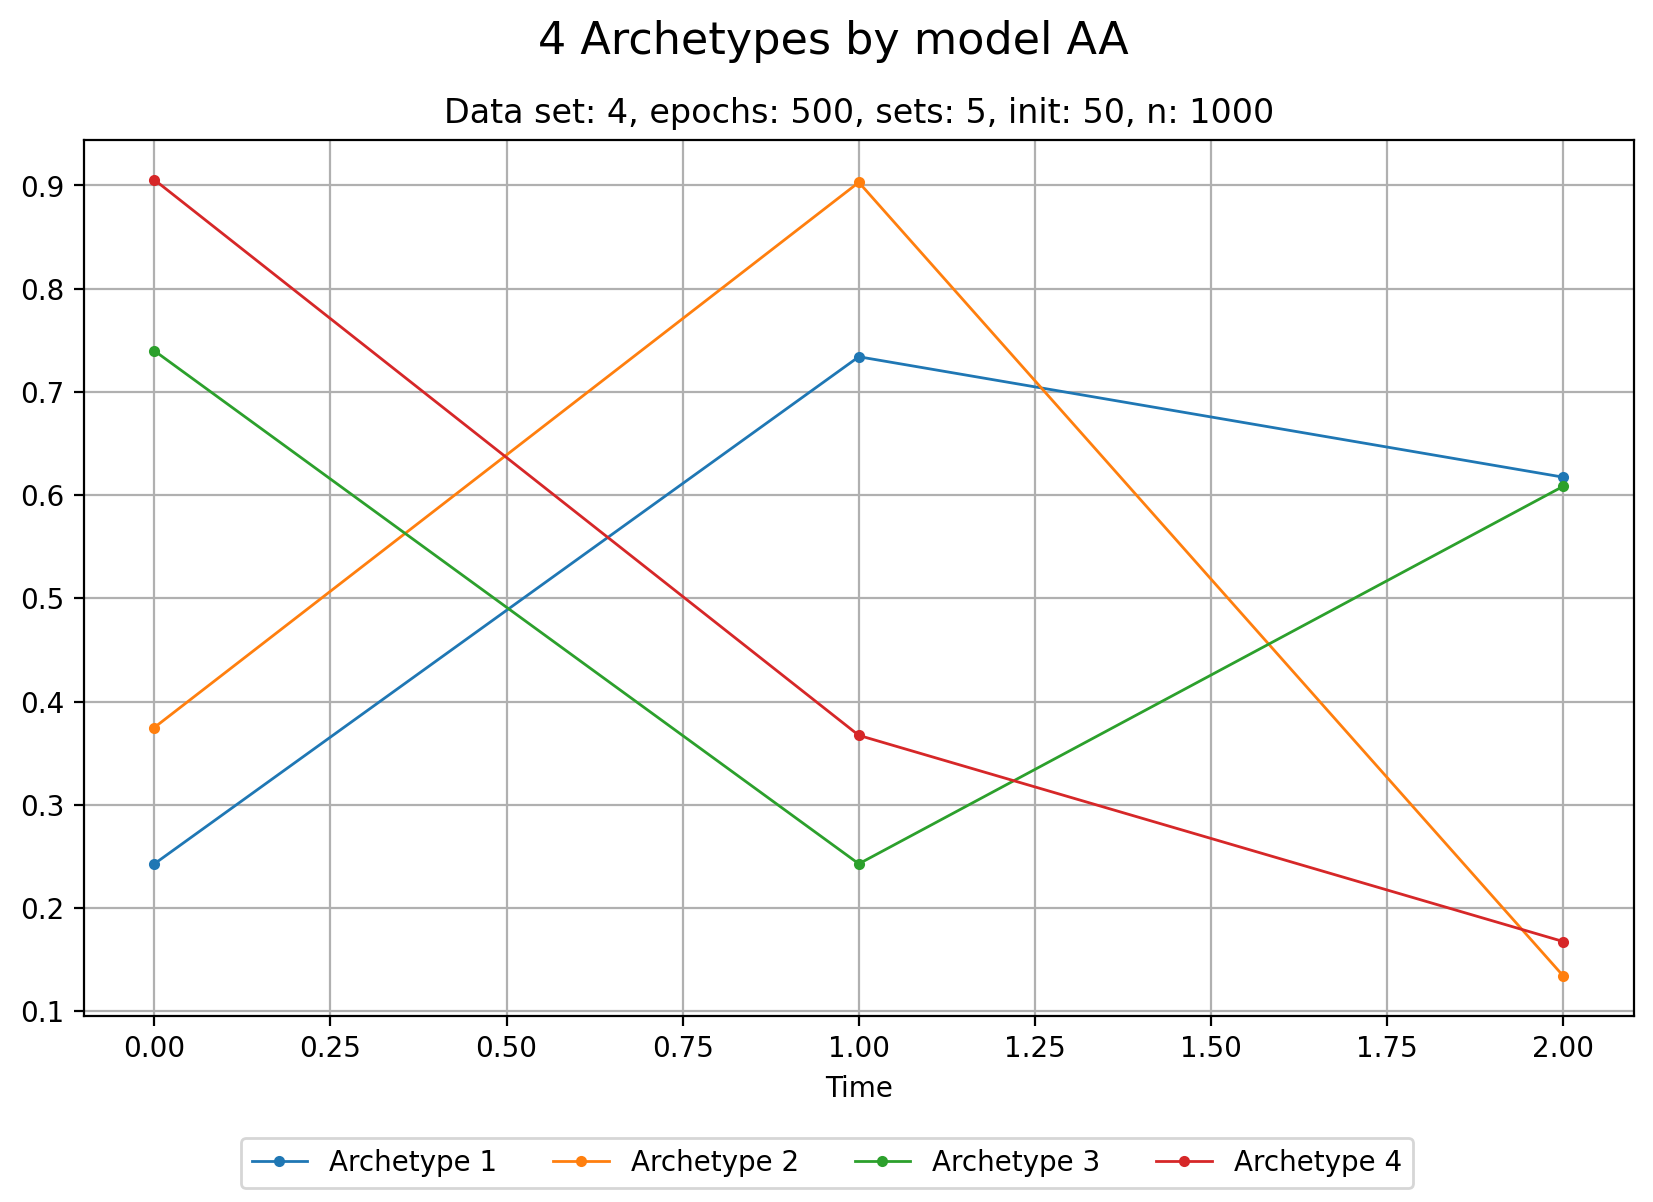 4 Archetypes by model AA
Data set: 4, epochs: 500, sets: 5, init: 50, n: 1000
0.9
0.8
0.7
0.6
0.5
0.4
0.3
0.2
0.1
0.00 0.25 0.50 0.75 1.00 1.25 1.50 1.75 2.00
Time
Archetype 1 Archetype 2 Archetype 3 Archetype 4